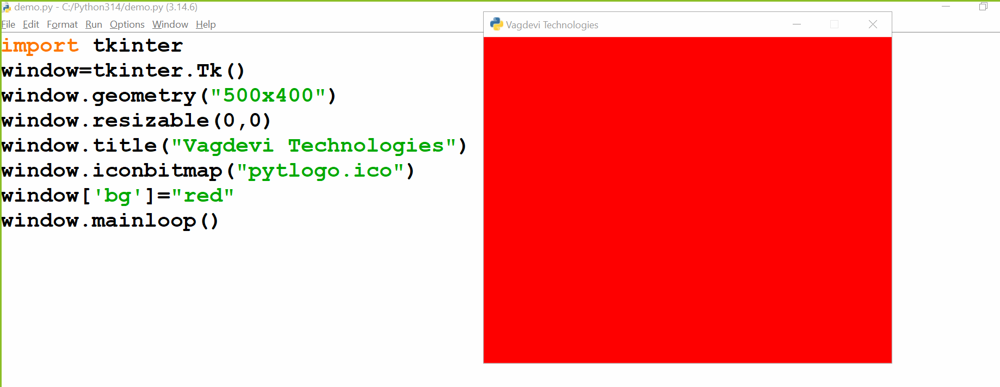 demo.py - C:/Python314/demo.py (3.14.6)
File Edit Format Run Options Window Help
import tkinter
window=tkinter.Tk()
window.geometry("500x400")
window.resizable(0,0)
window.title("Vagdevi Technologies")
window.iconbitmap("pytlogo.ico")
window['bg']="red"
window.mainloop()
Vagdevi Technologies